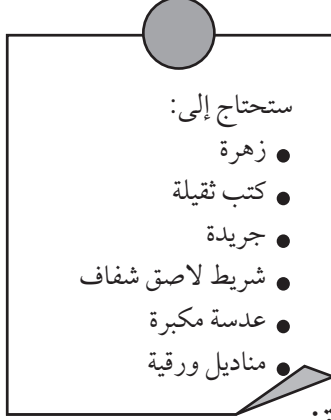 ستحتاج إلى:
● زهرة
● كتب ثقيلة
● جريدة
● شريط لاصق شفاف
● عدسة مكبرة
● مناديل ورقية